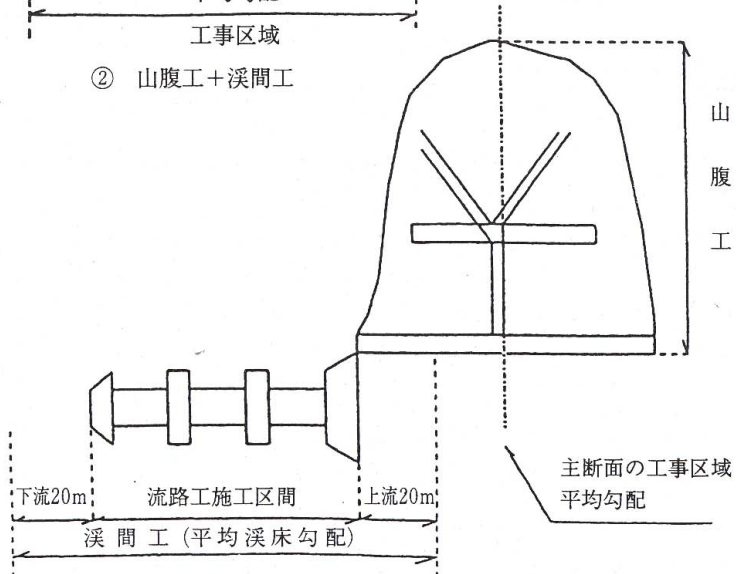 工事区域
② 山腹工+渓間工
山腹工
主断面の工事区域
平均勾配
下流20m
流路工施工区間
上流20m
渓間工(平均渓床勾配)